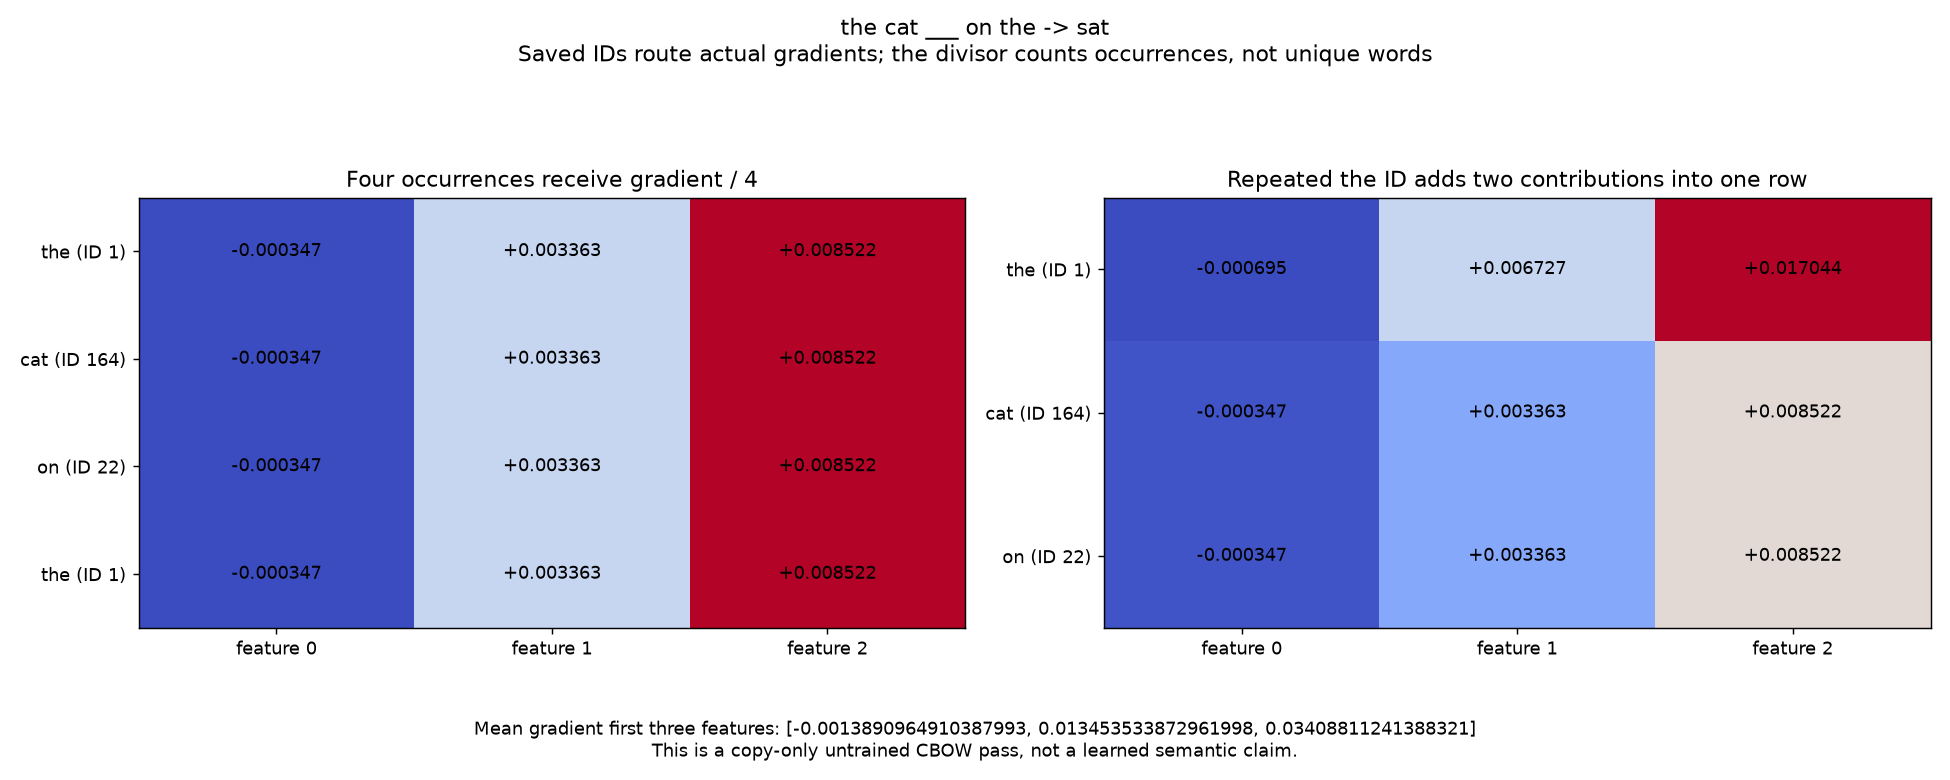 the cat ___ on the -> sat
Saved IDs route actual gradients; the divisor counts occurrences, not unique words
Four occurrences receive gradient / 4
the (ID 1) -0.000347 +0.003363 +0.008522
cat (ID 164) -0.000347 +0.003363 +0.008522
on (ID 22) -0.000347 +0.003363 +0.008522
the (ID 1) -0.000347 +0.003363 +0.008522
feature 0 feature 1 feature 2
Repeated the ID adds two contributions into one row
the (ID 1) -0.000695 +0.006727 +0.017044
cat (ID 164) -0.000347 +0.003363 +0.008522
on (ID 22) -0.000347 +0.003363 +0.008522
feature 0 feature 1 feature 2
Mean gradient first three features: [-0.0013890964910387993, 0.013453533872961998, 0.03408811241388321]
This is a copy-only untrained CBOW pass, not a learned semantic claim.